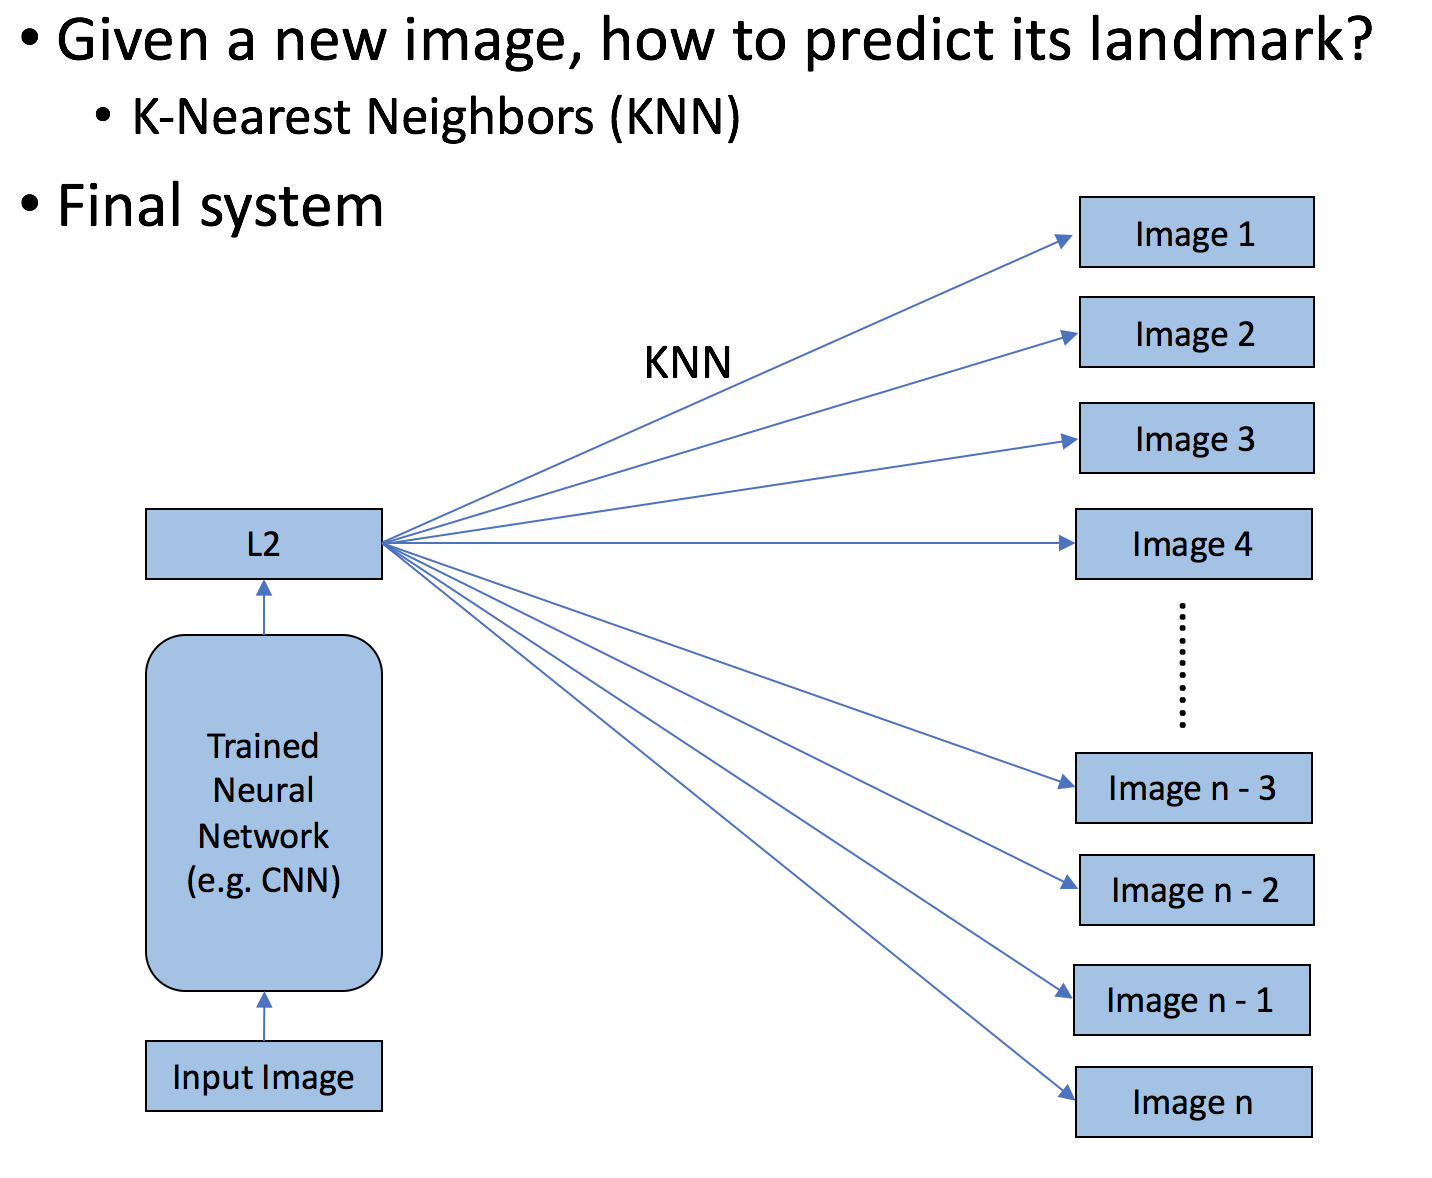 • Given a new image, how to predict its landmark?
• K-Nearest Neighbors (KNN)
• Final system
Image 1
Image 2
KNN
Image 3
L2
Image 4
Trained
Neural
Network
(e.g. CNN)
Image n - 3
Image n - 2
Image n - 1
Input Image
Image n